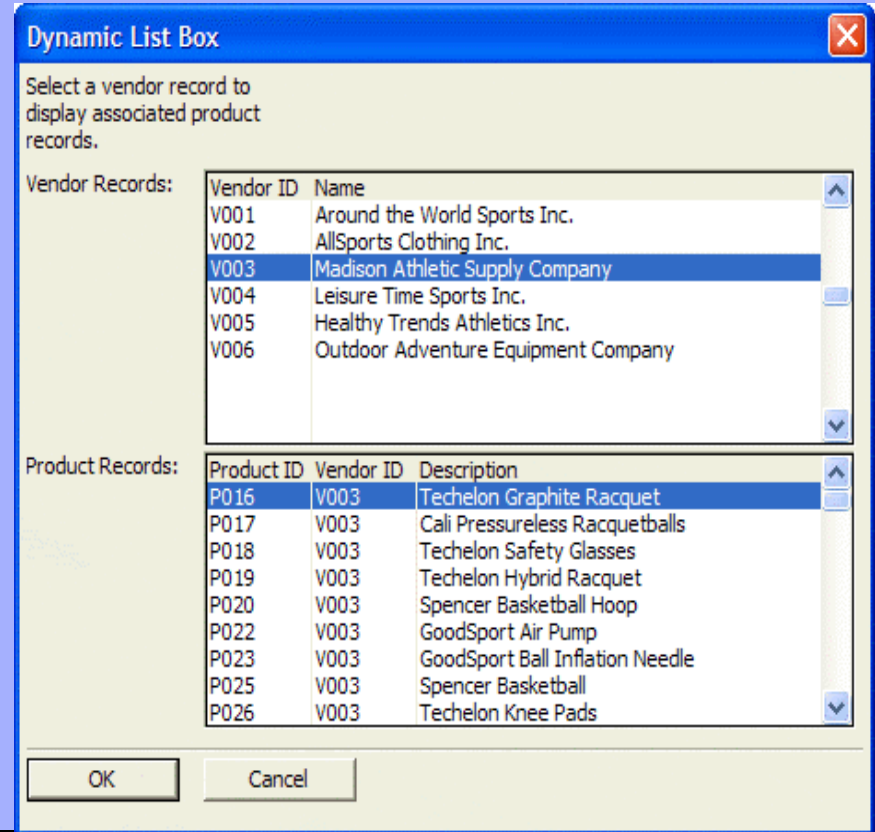 Dynamic List Box
Select a vendor record to
display associated product
records.
Vendor Records:
Vendor ID Name
V001 Around the World Sports Inc.
V002 AllSports Clothing Inc.
V003 Madison Athletic Supply Company
V004 Leisure Time Sports Inc.
V005 Healthy Trends Athletics Inc.
V006 Outdoor Adventure Equipment Company
Product Records:
Product ID Vendor ID Description
P016 V003 Techelon Graphite Racquet
P017 V003 Cali Pressureless Racquetballs
P018 V003 Techelon Safety Glasses
P019 V003 Techelon Hybrid Racquet
P020 V003 Spencer Basketball Hoop
P022 V003 GoodSport Air Pump
P023 V003 GoodSport Ball Inflation Needle
P025 V003 Spencer Basketball
P026 V003 Techelon Knee Pads
OK Cancel